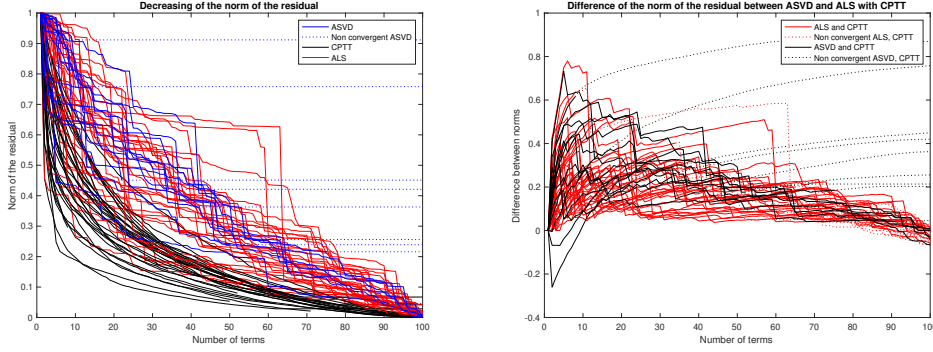 Decreasing of the norm of the residual
1
0.9
0.8
0.7
0.6
0.5
0.4
0.3
0.2
0.1
0
Norm of the residual
ASVD
Non convergent ASVD
CPTT
ALS
0 10 20 30 40 50 60 70 80 90 100
Number of terms
Difference of the norm of the residual between ASVD and ALS with CPTT
1
0.8
0.6
0.4
0.2
0
-0.2
-0.4
Difference between norms
ALS and CPTT
Non convergent ALS, CPTT
ASVD and CPTT
Non convergent ASVD, CPTT
0 10 20 30 40 50 60 70 80 90 100
Number of terms